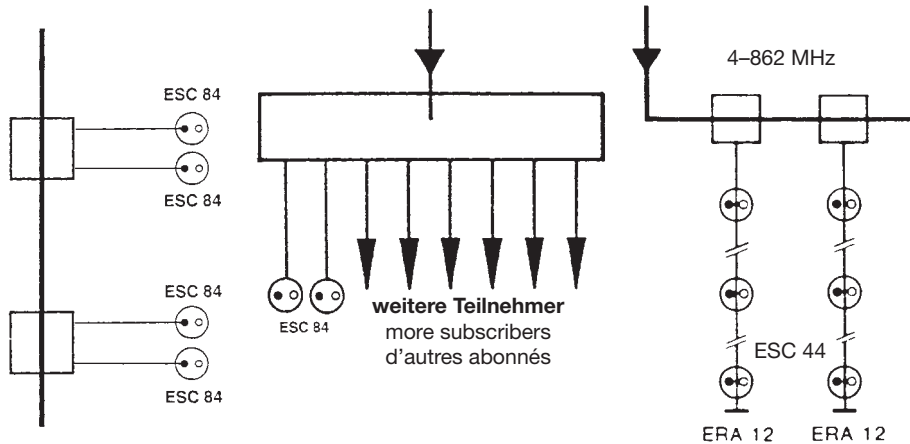 ESC 84
ESC 84
ESC 84
ESC 84
ESC 84
weitere Teilnehmer
more subscribers
d'autres abonnés
4–862 MHz
ESC 44
ERA 12 ERA 12